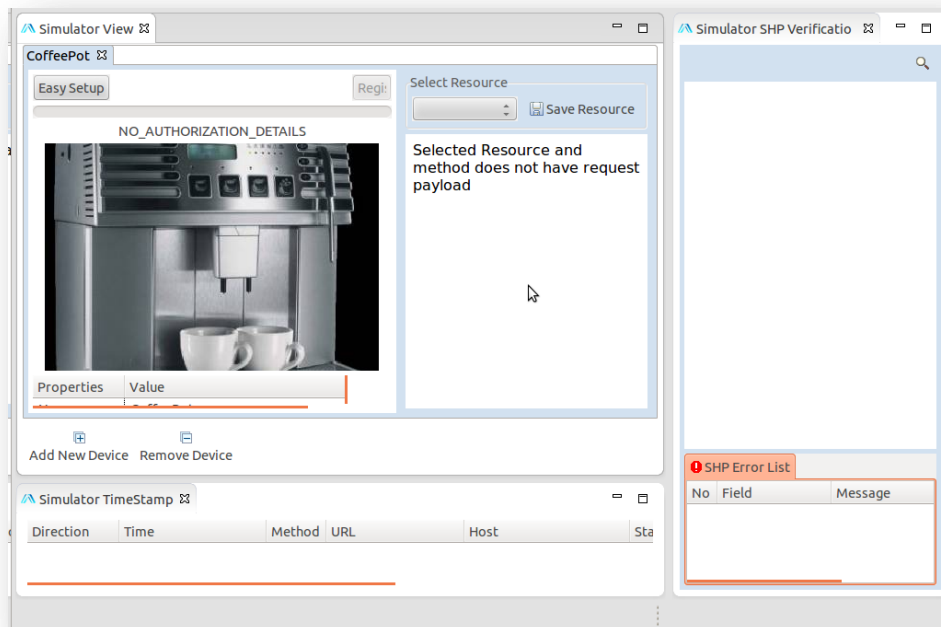 Simulator View
Simulator SHP Verificatio
CoffeePot
Easy Setup
Select Resource
Save Resource
NO_AUTHORIZATION_DETAILS
Selected Resource and
method does not have request
payload
Properties Value
Add New Device Remove Device
SHP Error List
No Field Message
Simulator TimeStamp
Direction Time Method URL Host Sta